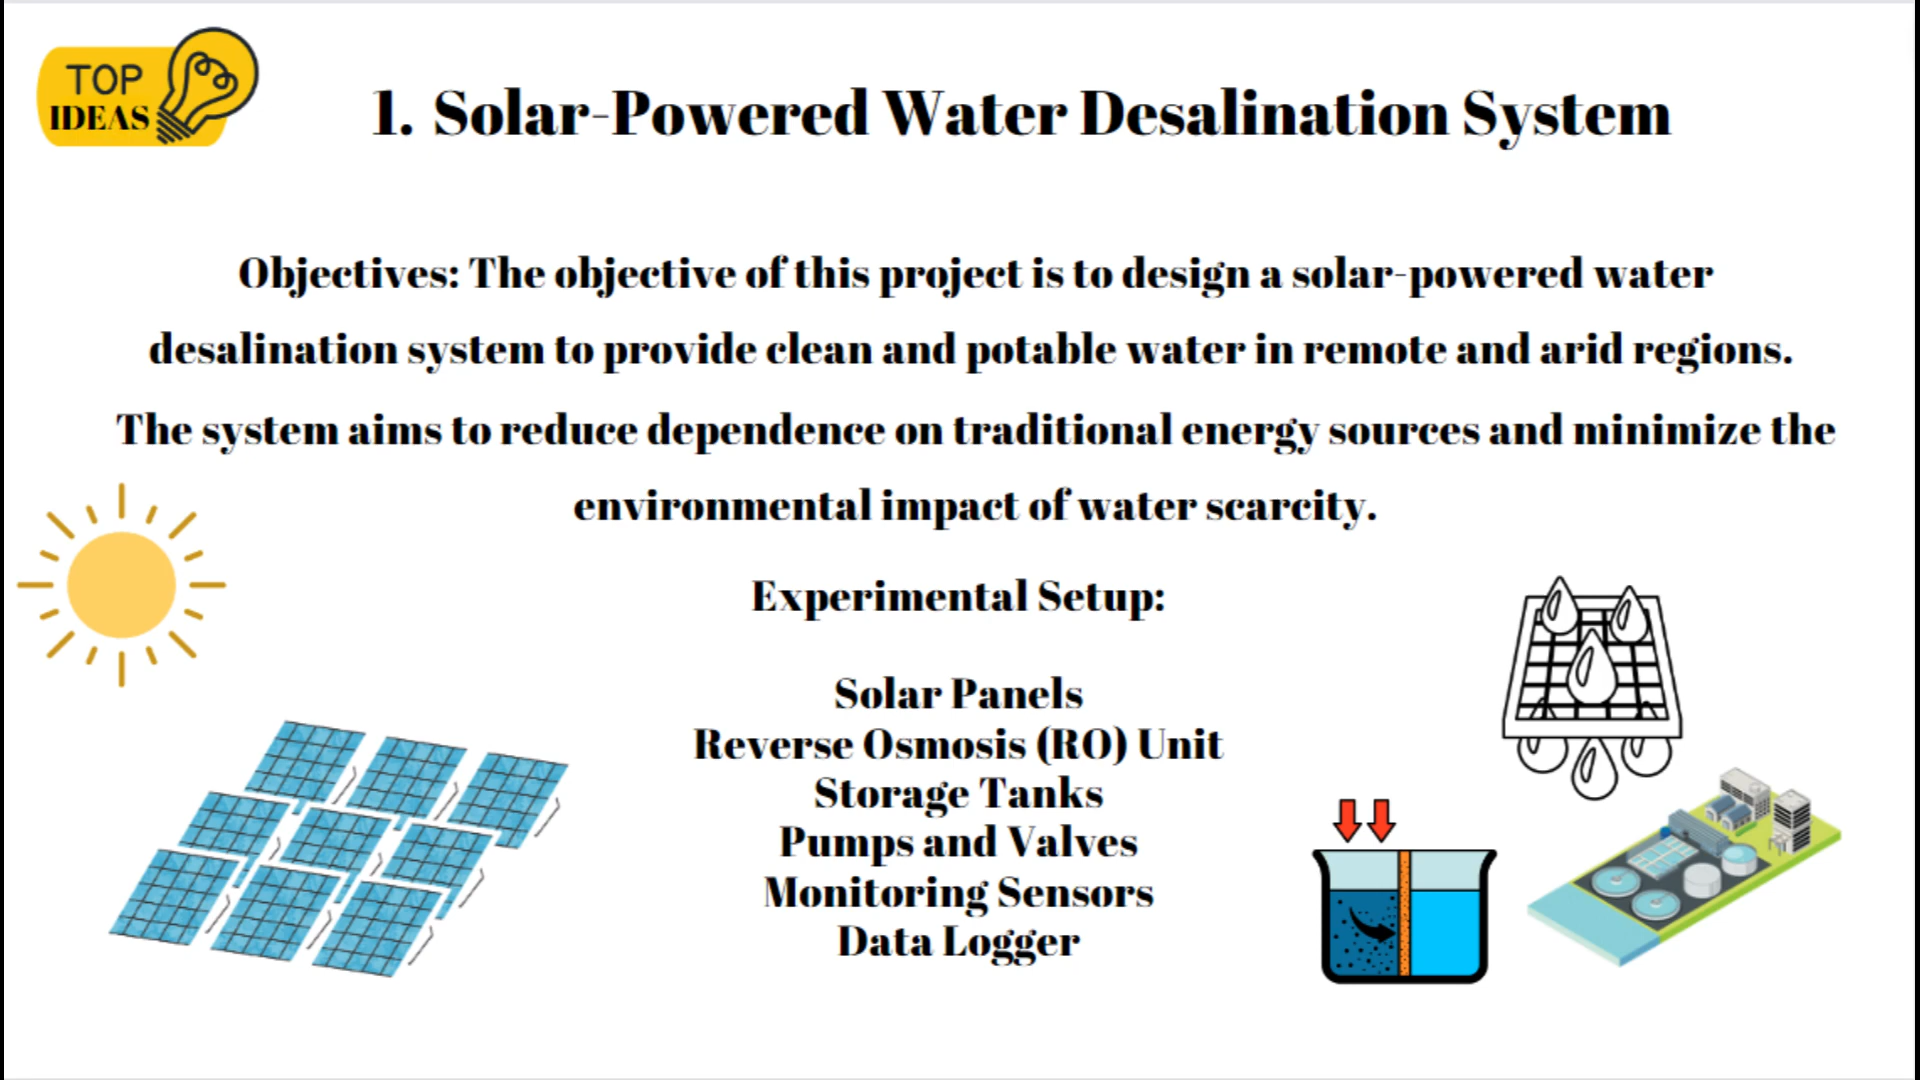 TOP
IDEAS
1. Solar-Powered Water Desalination System
Objectives: The objective of this project is to design a solar-powered water
desalination system to provide clean and potable water in remote and arid regions.
The system aims to reduce dependence on traditional energy sources and minimize the
environmental impact of water scarcity.
Experimental Setup:
Solar Panels
Reverse Osmosis (RO) Unit
Storage Tanks
Pumps and Valves
Monitoring Sensors
Data Logger